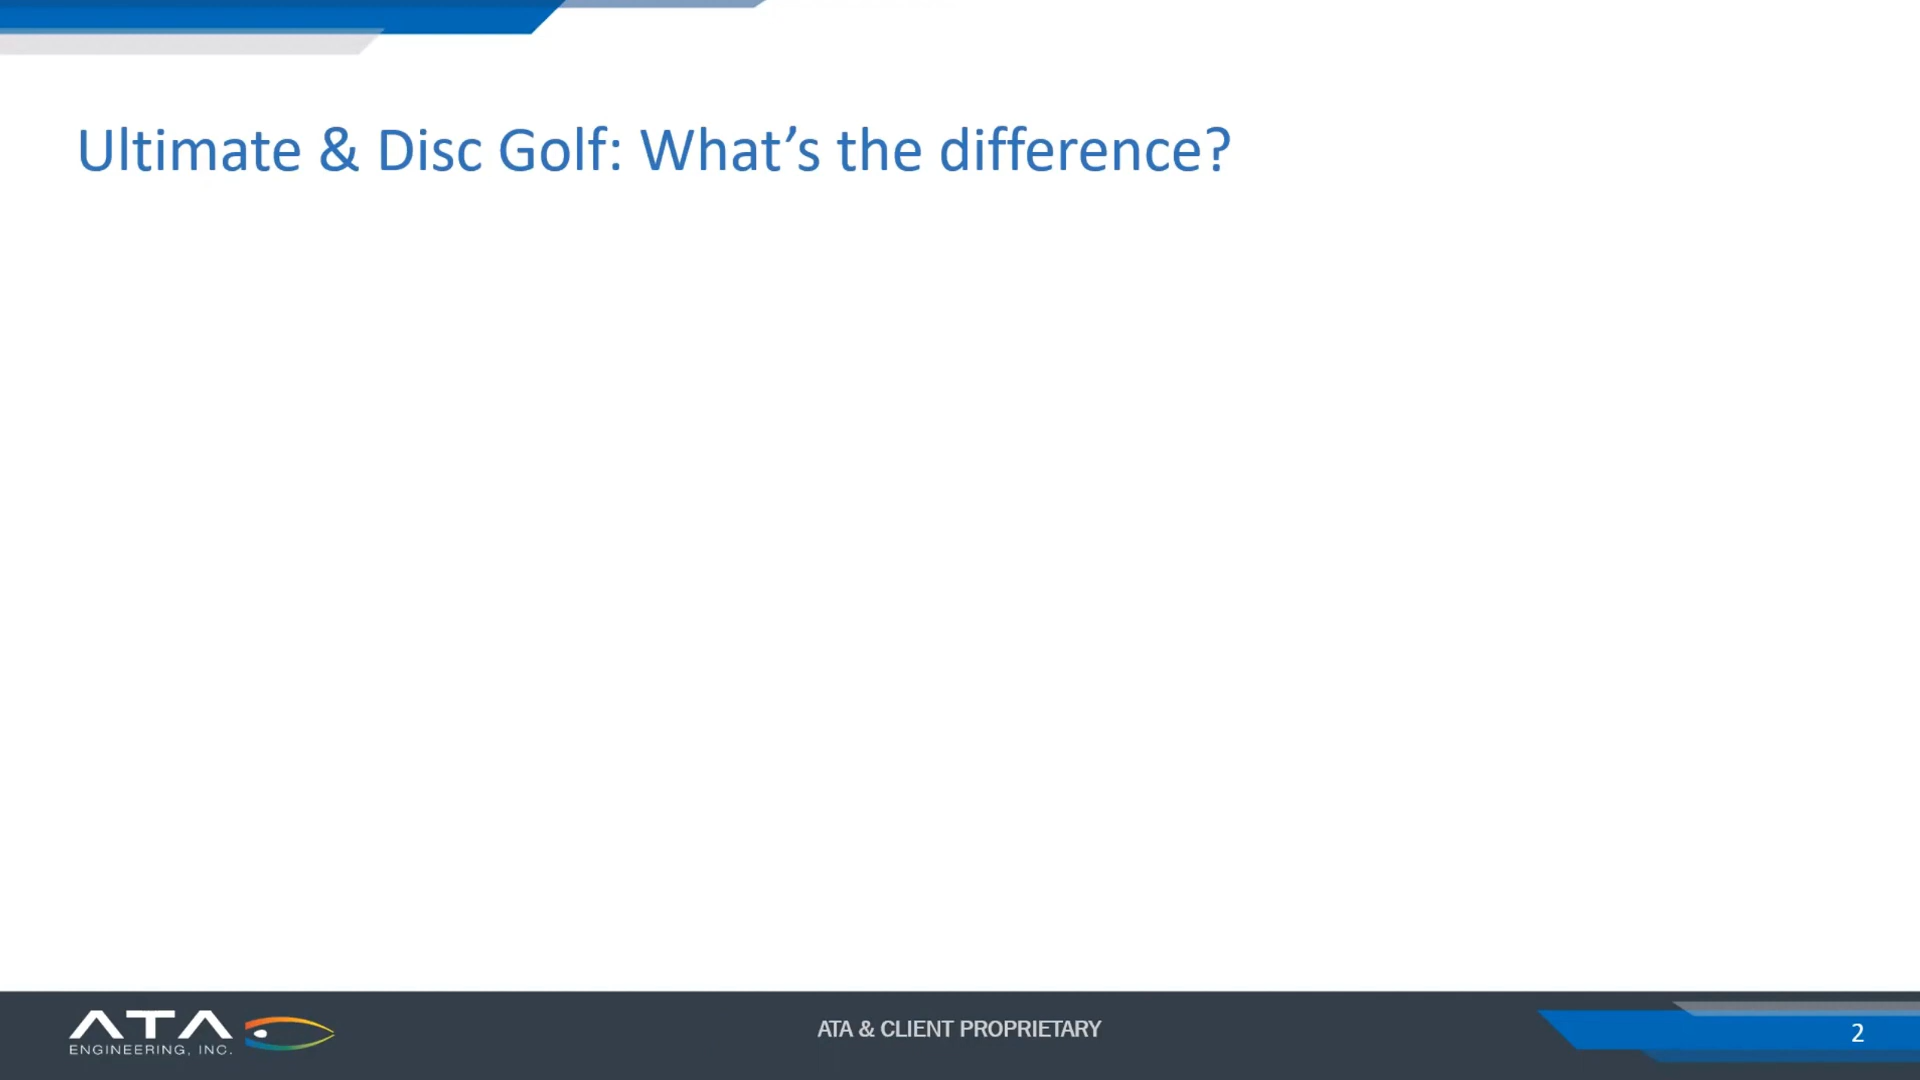 Ultimate & Disc Golf: What’s the difference?
ATA
ENGINEERING, INC.
ATA & CLIENT PROPRIETARY
2